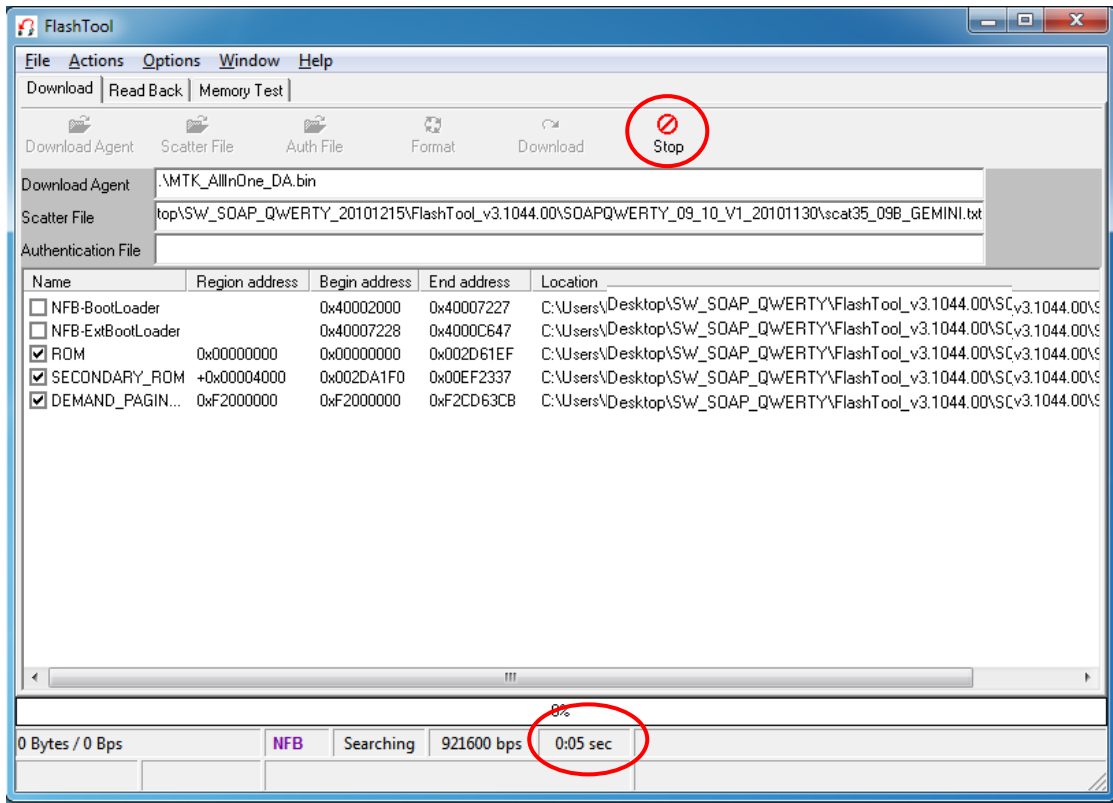 FlashTool
File Actions Options Window Help
Download Read Back Memory Test
Download Agent Scatter File Auth File Format Download Stop
Download Agent .\MTK_AllInOne_DA.bin
Scatter File top\SW_SOAP_QWERTY_20101215\FlashTool_v3.1044.00\SOAPQWERTY_09_10_V1_20101130\scat35_09B_GEMINI.txt
Authentication File
Name Region address Begin address End address Location
NFB-BootLoader 0x40002000 0x40007227 C:\Users\Desktop\SW_SOAP_QWERTY\FlashTool_v3.1044.00\SC v3.1044.00\S
NFB-ExtBootLoader 0x40007228 0x4000C647 C:\Users\Desktop\SW_SOAP_QWERTY\FlashTool_v3.1044.00\SC v3.1044.00\S
ROM 0x00000000 0x00000000 0x002D61EF C:\Users\Desktop\SW_SOAP_QWERTY\FlashTool_v3.1044.00\SC v3.1044.00\S
SECONDARY_ROM +0x00004000 0x002DA1F0 0x00EF2337 C:\Users\Desktop\SW_SOAP_QWERTY\FlashTool_v3.1044.00\SC v3.1044.00\S
DEMAND_PAGIN... 0xF2000000 0xF2000000 0xF2CD63CB C:\Users\Desktop\SW_SOAP_QWERTY\FlashTool_v3.1044.00\SC v3.1044.00\S
0%
0 Bytes / 0 Bps NFB Searching 921600 bps 0:05 sec